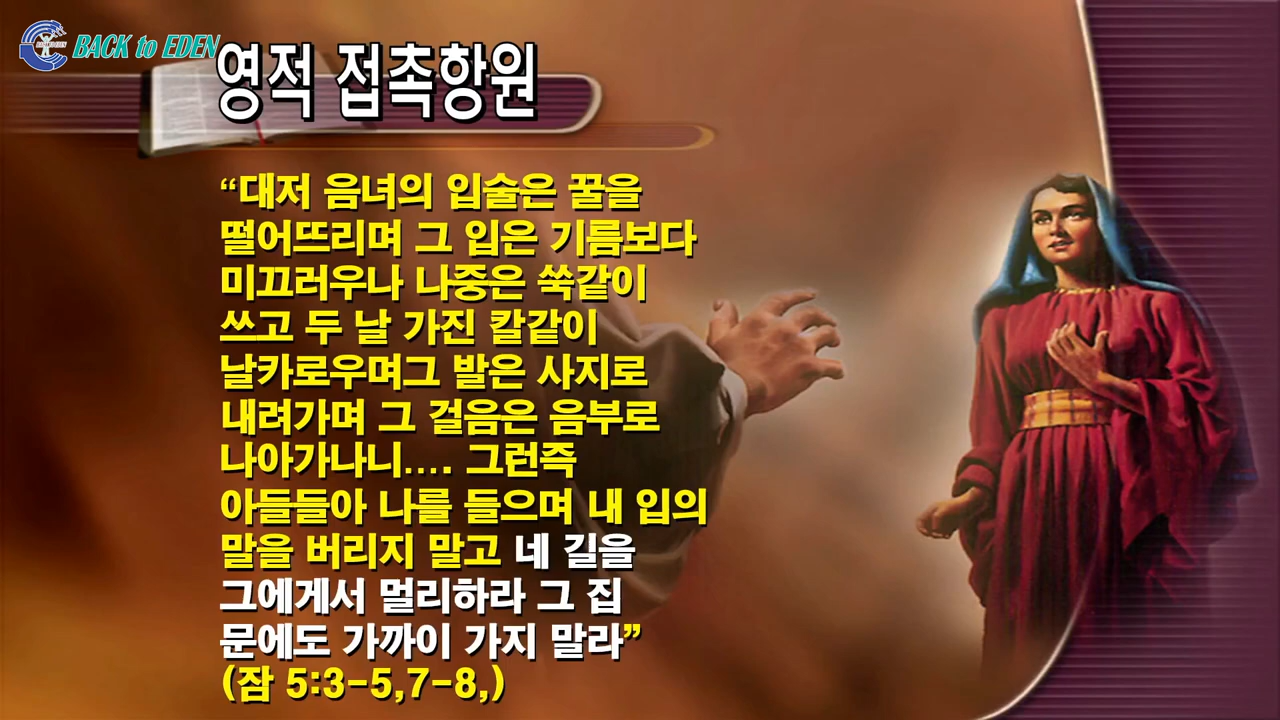 BACK to EDEN
영적 접촉항원
“대저 음녀의 입술은 꿀을
떨어뜨리며 그 입은 기름보다
미끄러우나 나중은 쑥같이
쓰고 두 날 가진 칼같이
날카로우며그 발은 사지로
내려가며 그 걸음은 음부로
나아가나니.... 그런즉
아들들아 나를 들으며 내 입의
말을 버리지 말고 네 길을
그에게서 멀리하라 그 집
문에도 가까이 가지 말라”
(잠 5:3-5,7-8,)